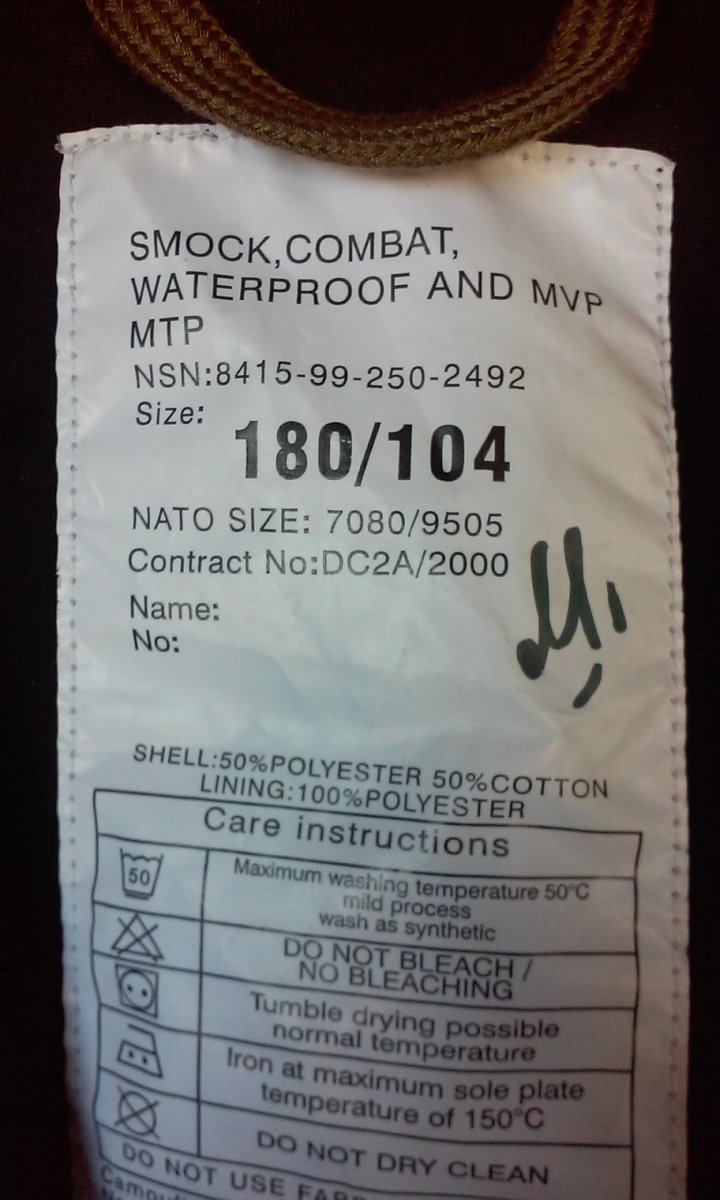 SMOCK,COMBAT,
WATERPROOF AND MVP
MTP
NSN:8415-99-250-2492
Size:
180/104
NATO SIZE: 7080/9505
Contract No:DC2A/2000
Name:
No:
SHELL:50%POLYESTER 50%COTTON
LINING:100%POLYESTER
Care instructions
50
Maximum washing temperature 50°C
mild process
wash as synthetic
DO NOT BLEACH /
NO BLEACHING
Tumble drying possible
normal temperature
Iron at maximum sole plate
temperature of 150°C
DO NOT DRY CLEAN
DO NOT USE